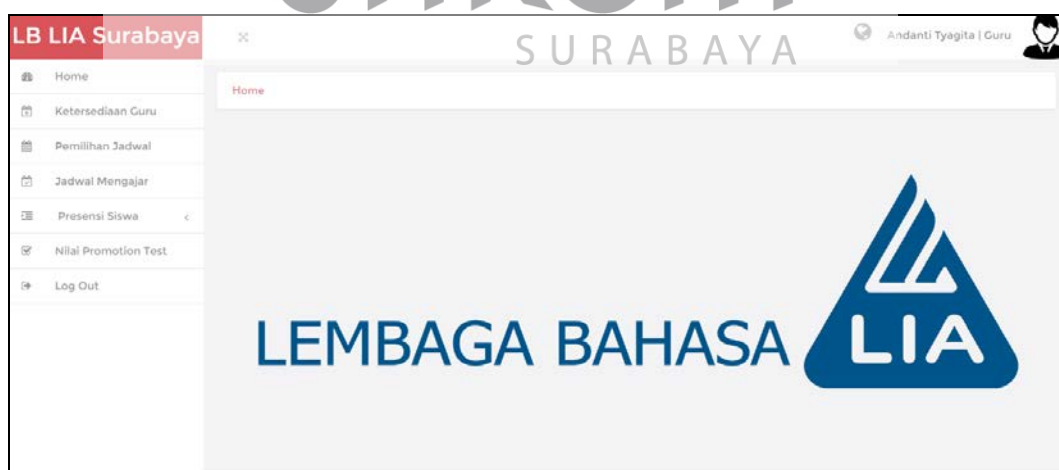 LB LIA Surabaya
SURABAYA
Andanti Tyagita | Guru
Home
Home
Ketersediaan Guru
Pemilihan Jadwal
Jadwal Mengajar
Presensi Siswa <
Nilai Promotion Test
Log Out
LEMBAGA BAHASA
LIA